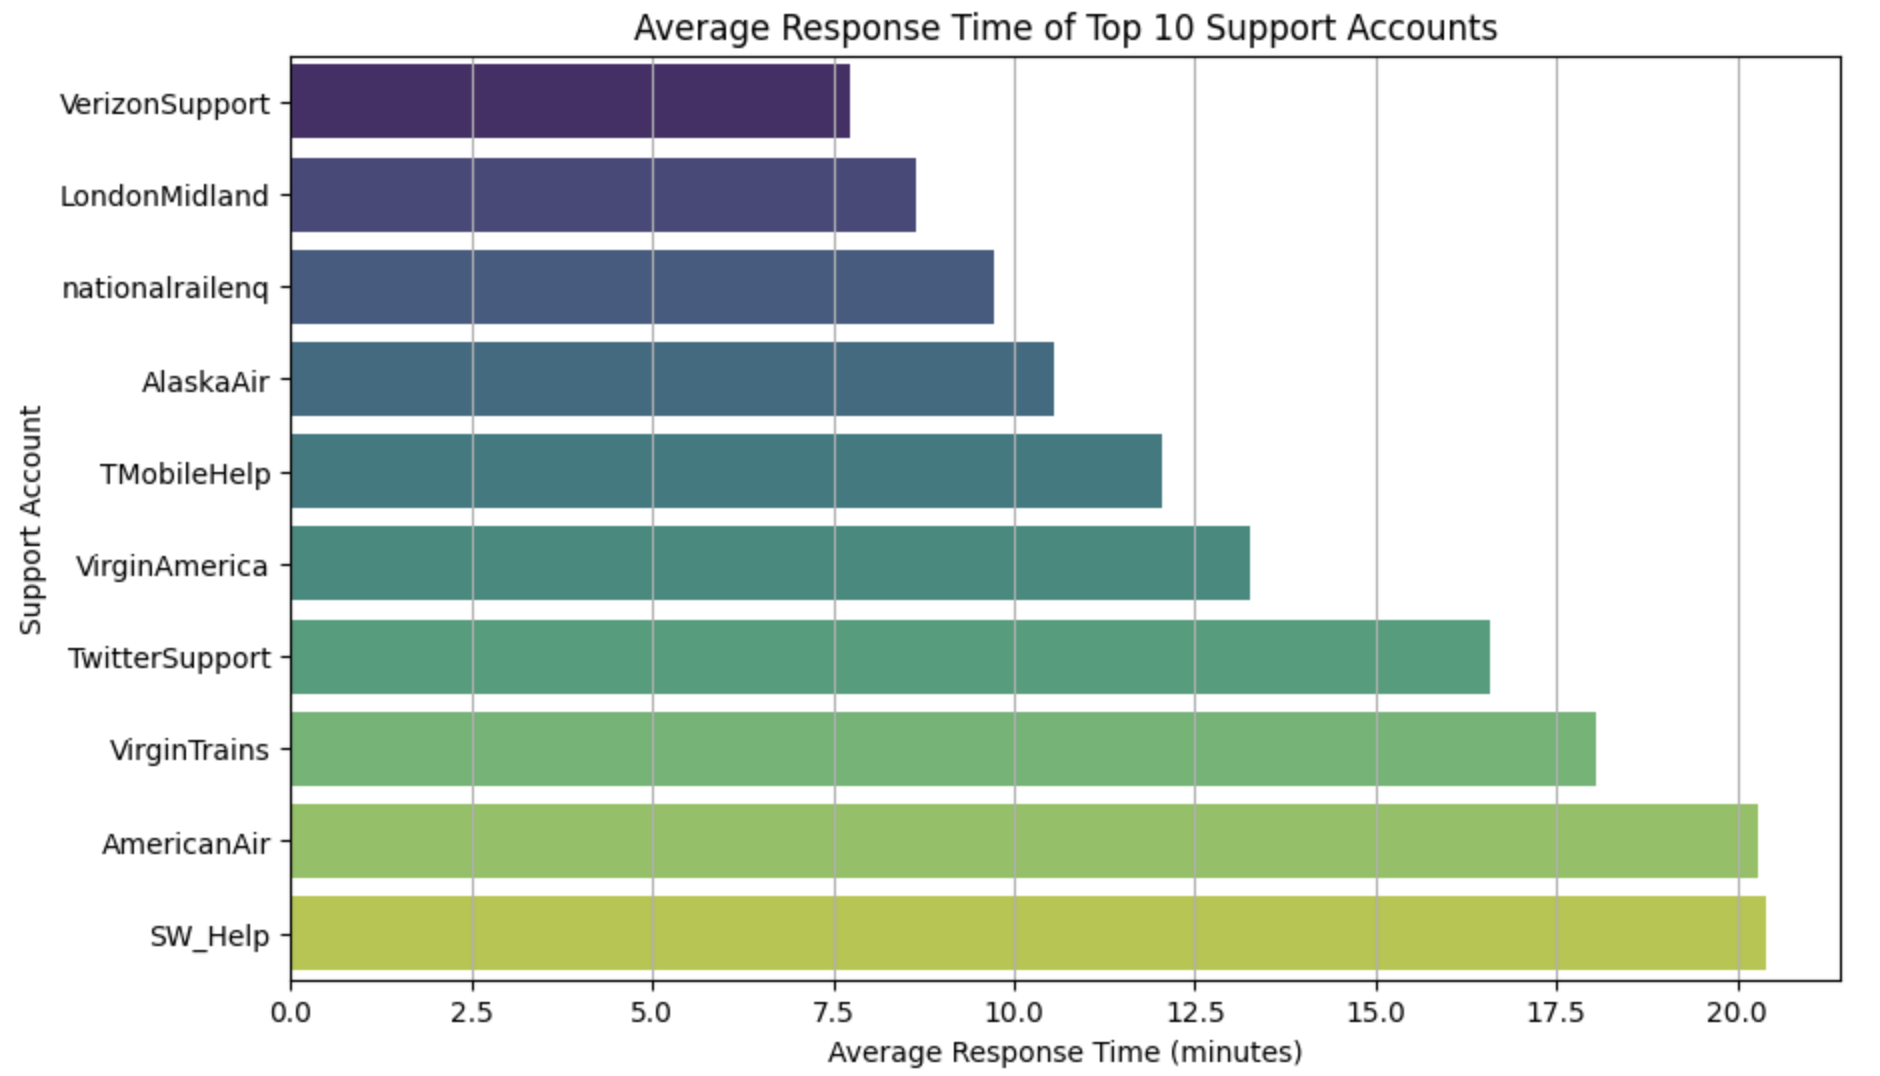 Average Response Time of Top 10 Support Accounts
Support Account
VerizonSupport
LondonMidland
nationalrailenq
AlaskaAir
TMobileHelp
VirginAmerica
TwitterSupport
VirginTrains
AmericanAir
SW_Help
0.0 2.5 5.0 7.5 10.0 12.5 15.0 17.5 20.0
Average Response Time (minutes)